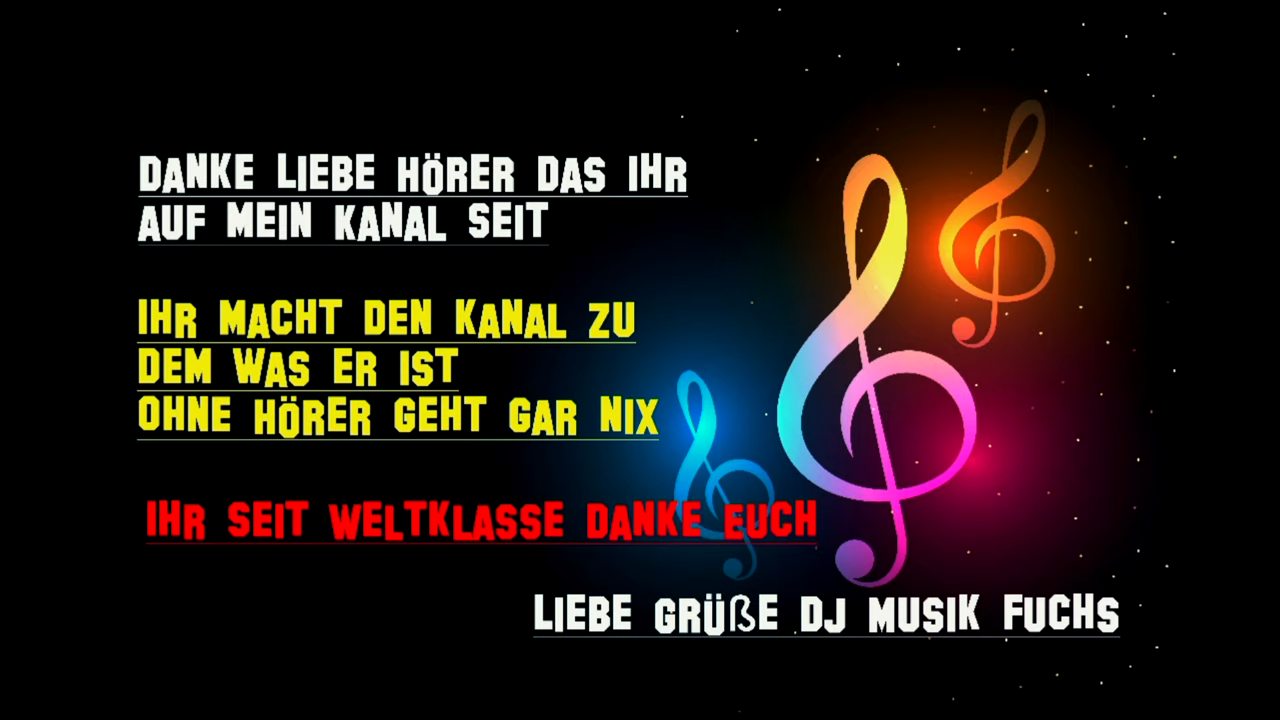 DANKE LIEBE HÖRER DAS IHR
AUF MEIN KANAL SEIT
IHR MACHT DEN KANAL ZU
DEM WAS ER IST
OHNE HÖRER GEHT GAR NIX
IHR SEIT WELTKLASSE DANKE EUCH
LIEBE GRÜßE DJ MUSIK FUCHS